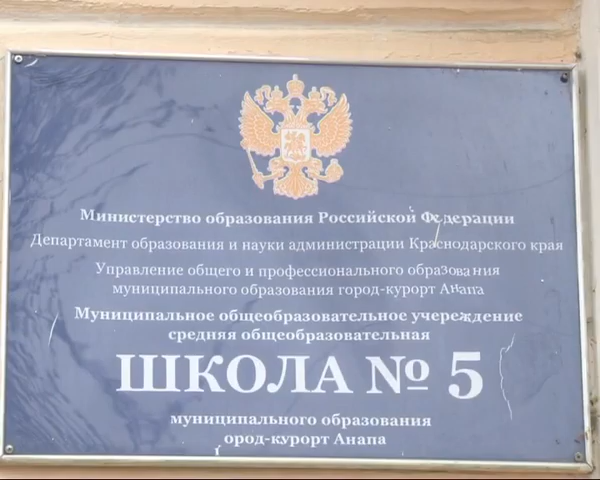 Министерство образования Российской Федерации
Департамент образования и науки администрации Краснодарского края
Управление общего и профессионального образования
муниципального образования город-курорт Анапа
Муниципальное общеобразовательное учереждение
средняя общеобразовательная
ШКОЛА № 5
муниципального образования
ород-курорт Анапа